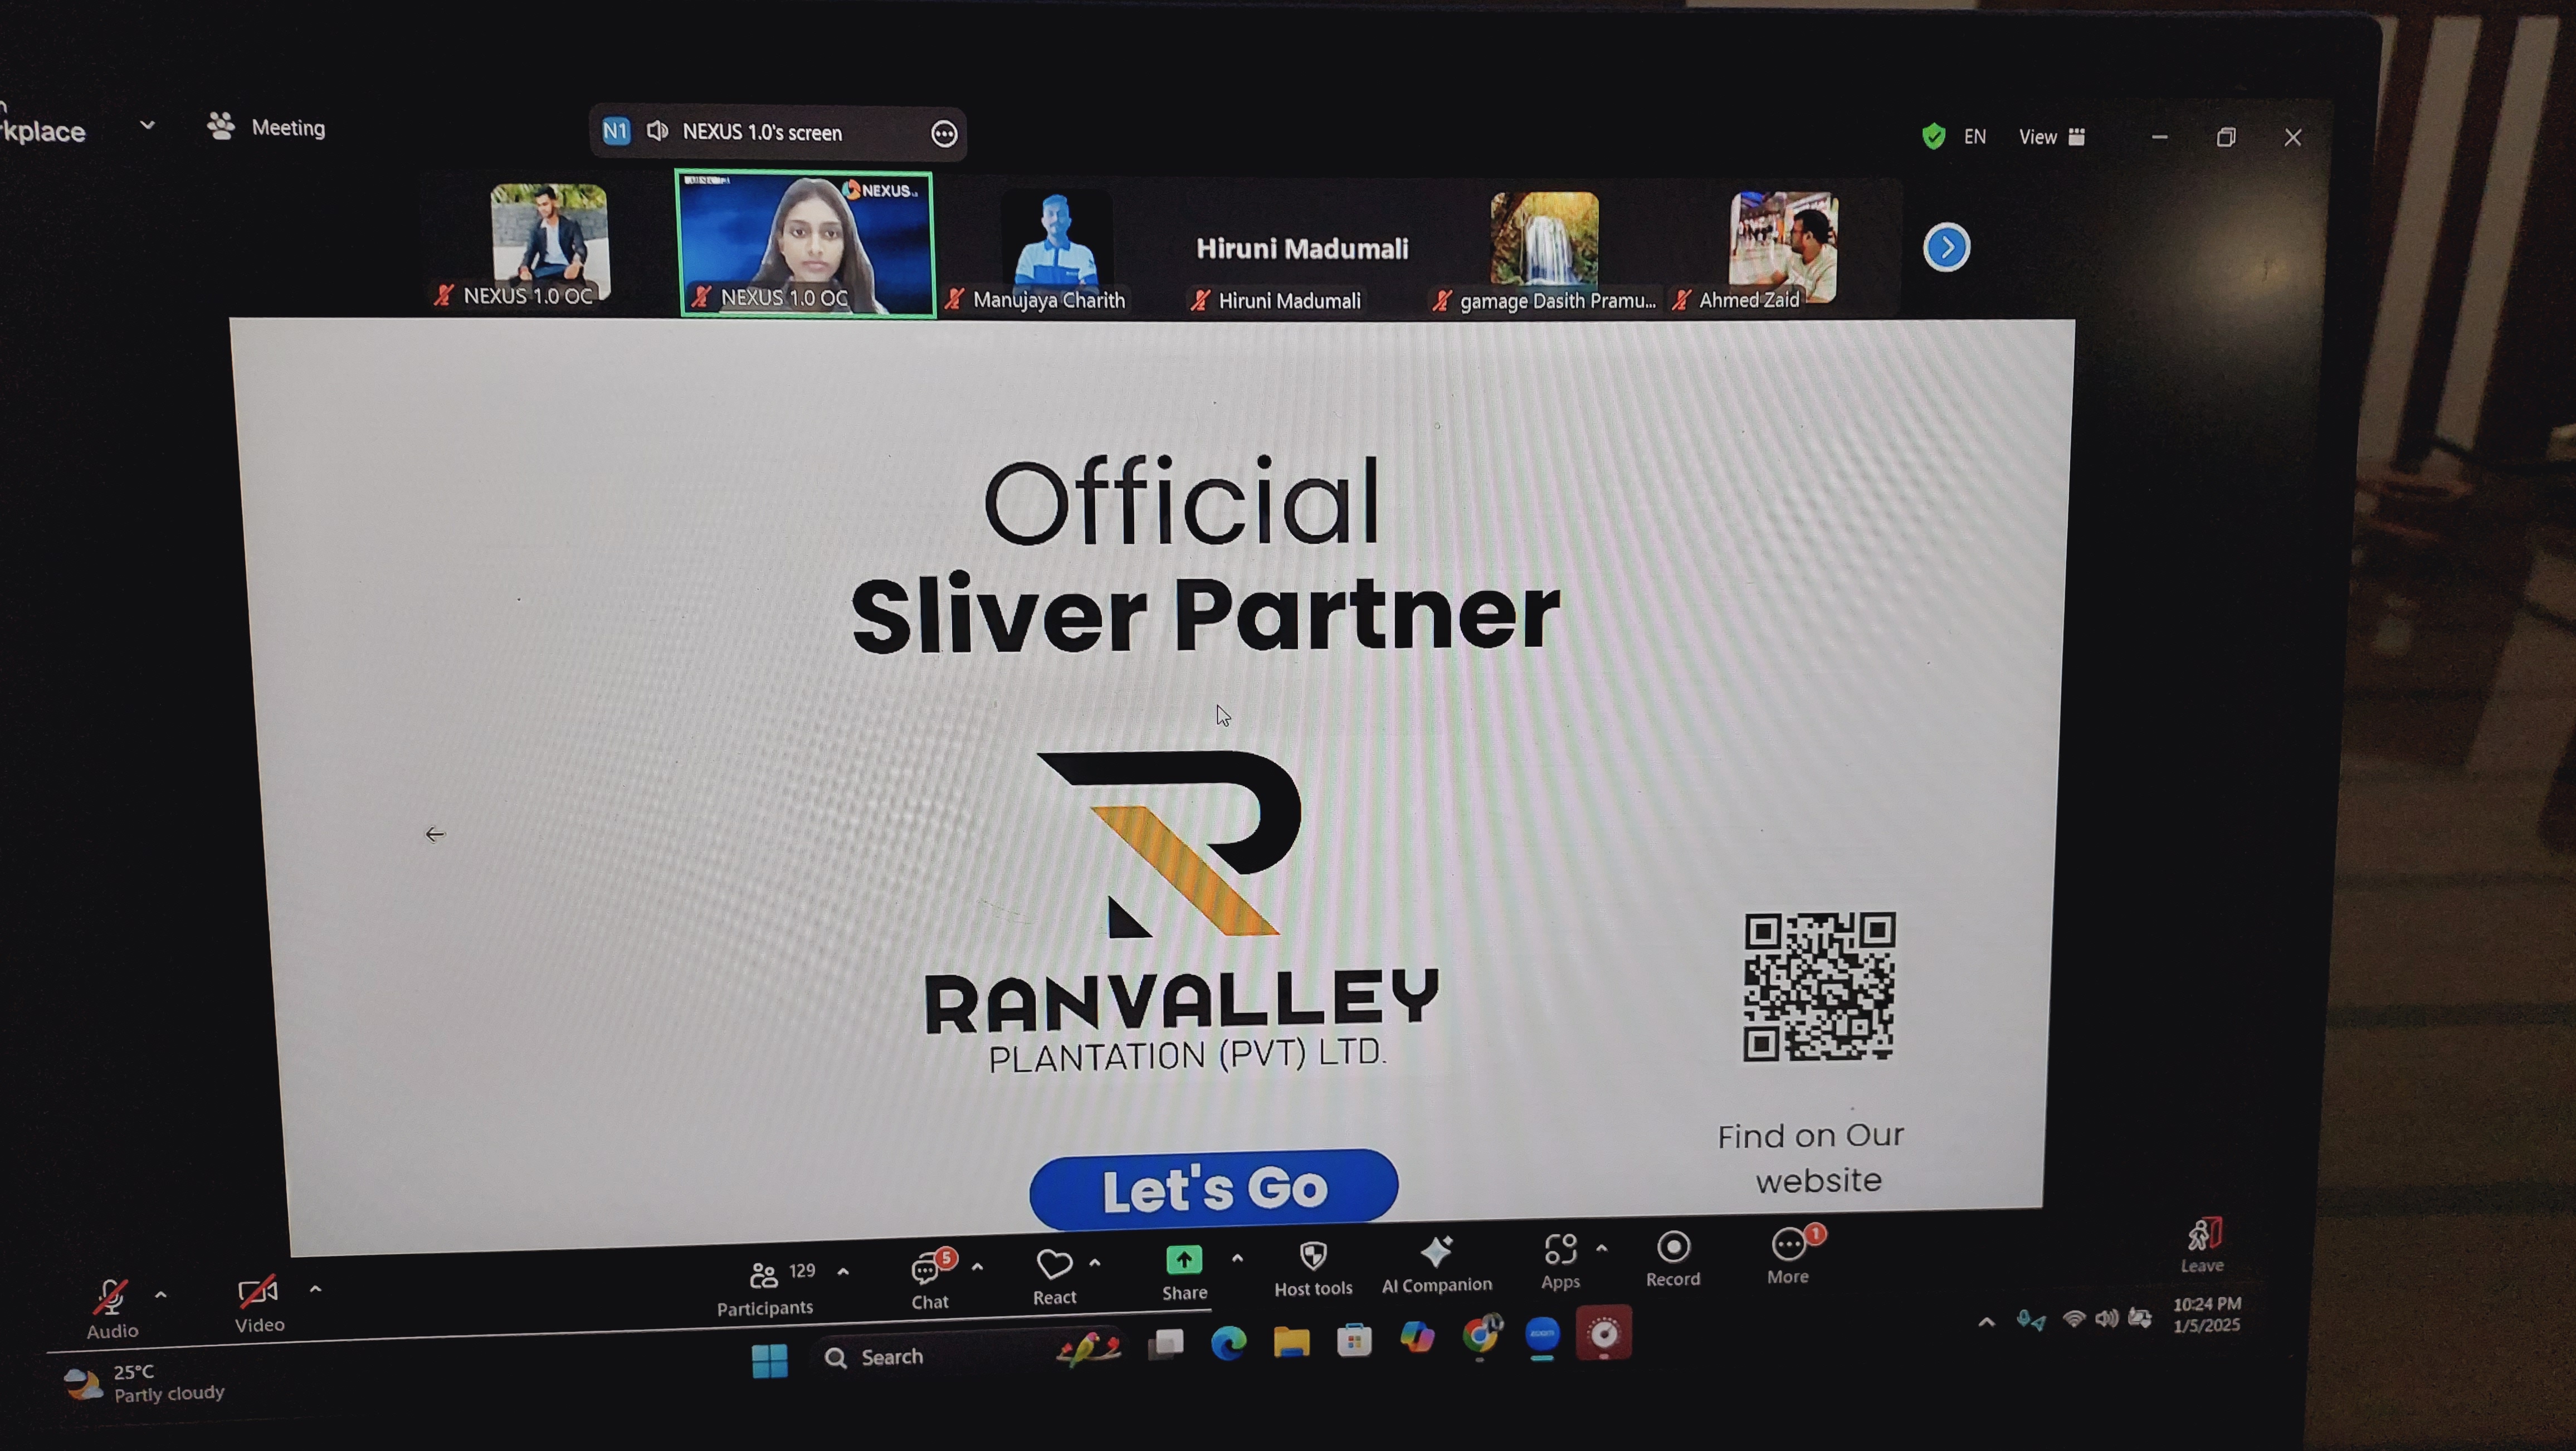 rkplace
Meeting
N1 NEXUS 1.0's screen
EN
View
NEXUS
NEXUS 1.0 OC
NEXUS 1.0 OC
Manujaya Charith
Hiruni Madumali
Hiruni Madumali
gamage Dasith Pramu...
Ahmed Zaid
Official
Sliver Partner
RANVALLEY
PLANTATION (PVT) LTD.
Find on Our
website
Let's Go
Audio
Video
129
Participants
5
Chat
React
Share
Host tools
AI Companion
Apps
Record
1
More
Leave
25°C
Partly cloudy
Search
zoom
10:24 PM
1/5/2025